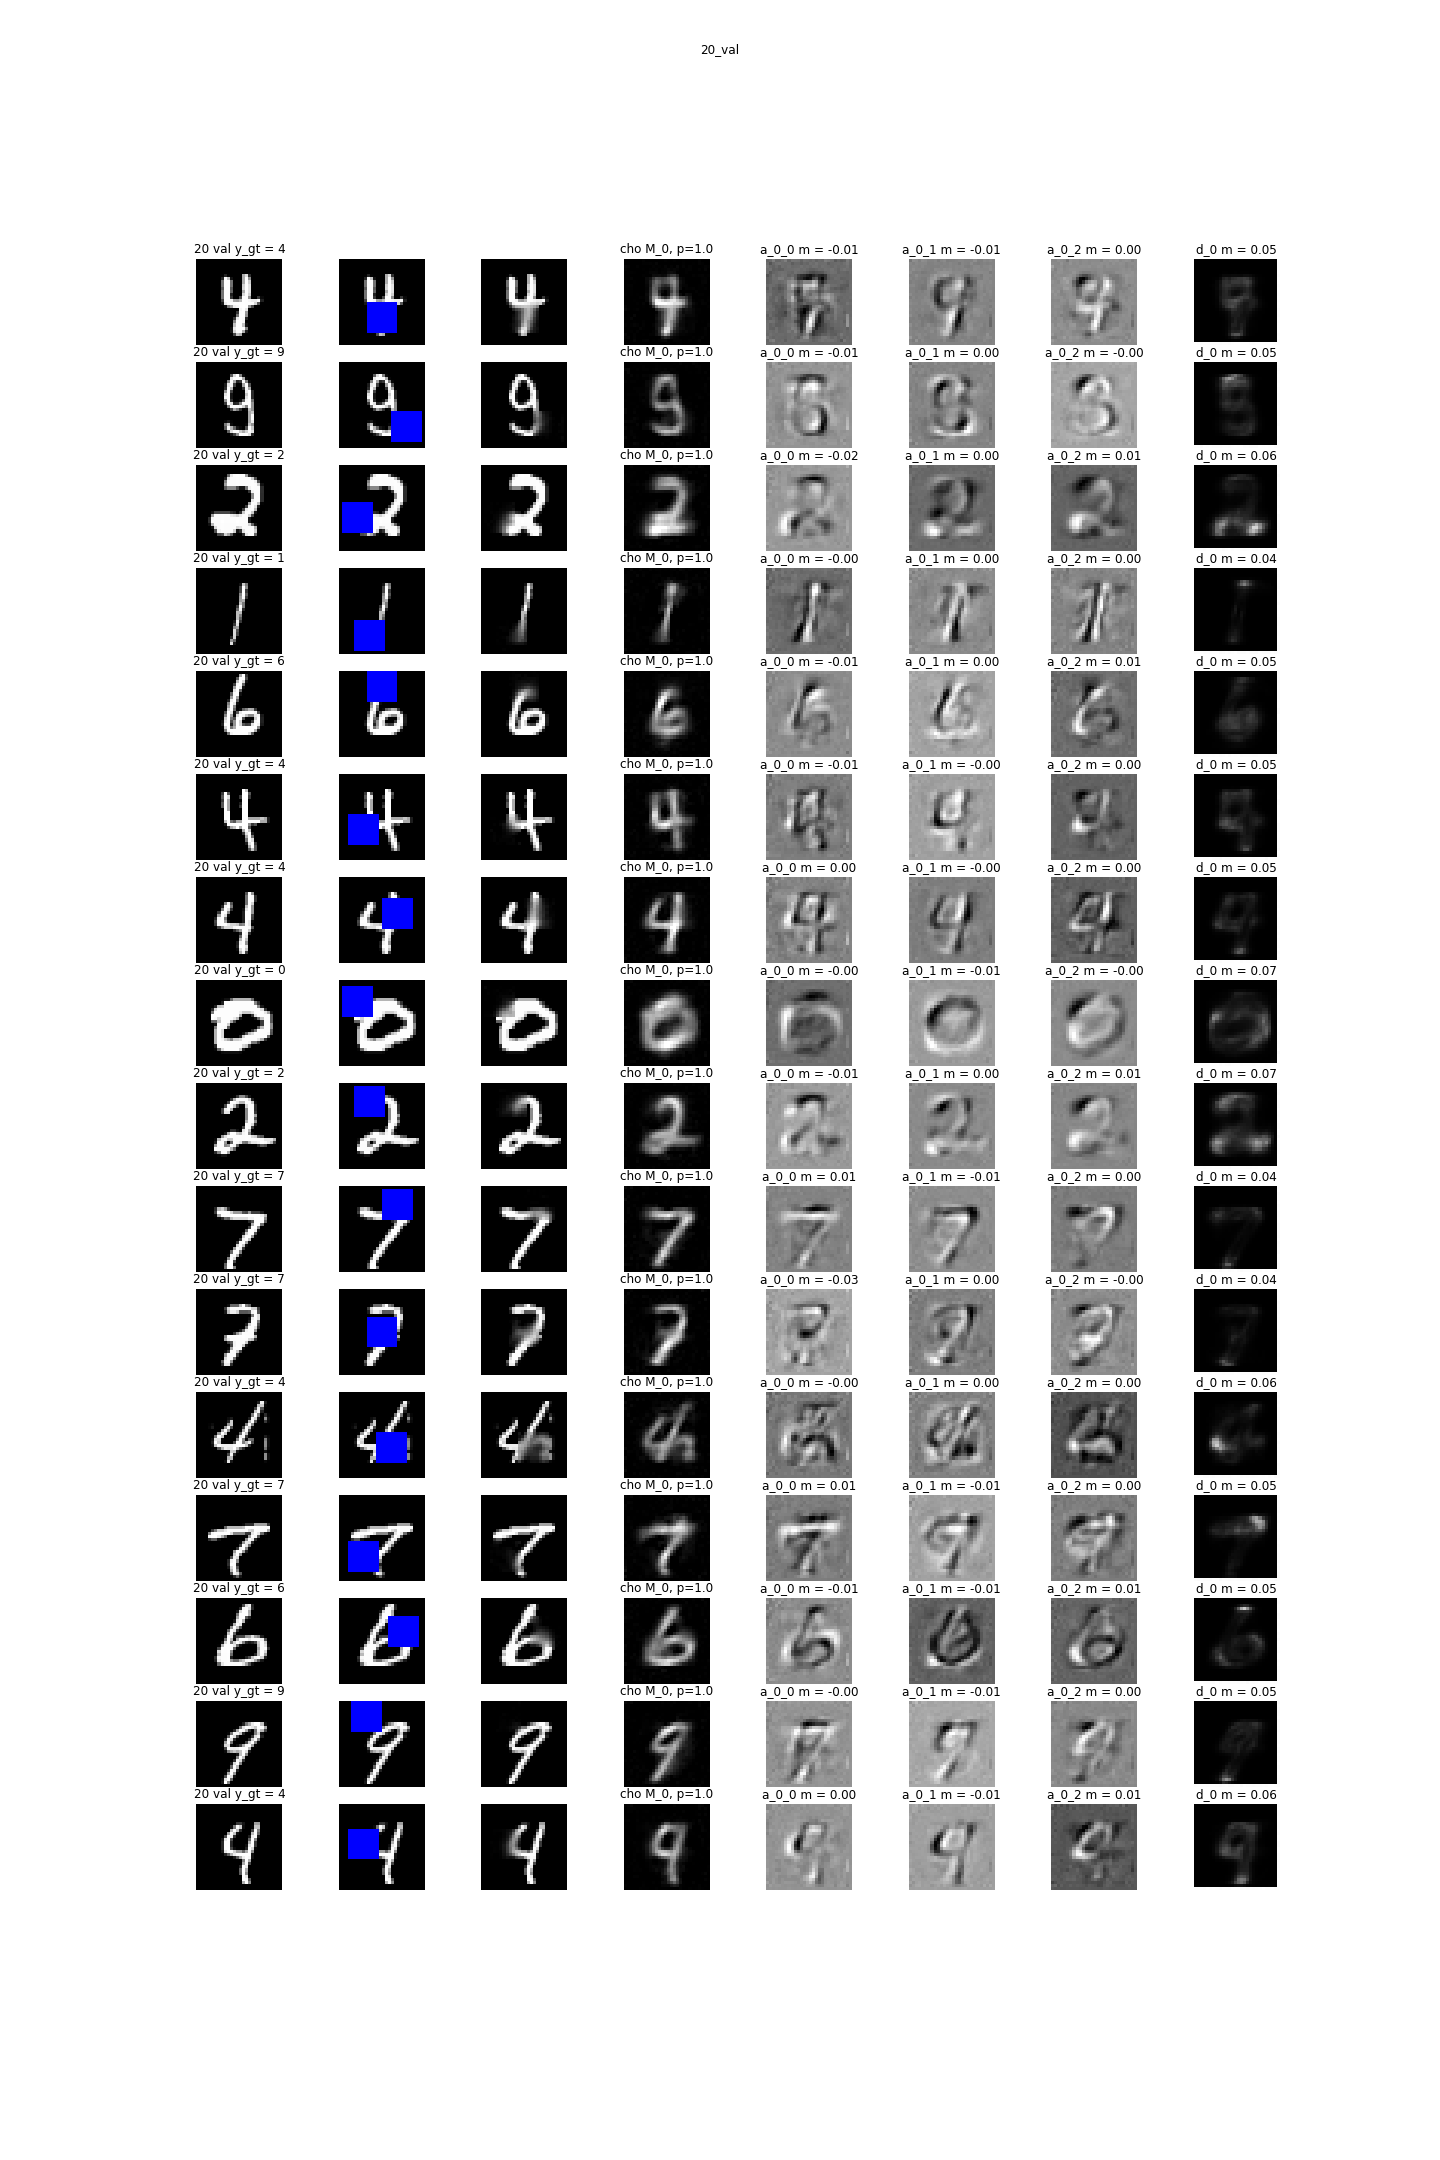 20_val
20 val y_gt = 4 cho M_0, p=1.0 a_0_0 m = -0.01 a_0_1 m = -0.01 a_0_2 m = 0.00 d_0 m = 0.05
20 val y_gt = 9 cho M_0, p=1.0 a_0_0 m = -0.01 a_0_1 m = 0.00 a_0_2 m = -0.00 d_0 m = 0.05
20 val y_gt = 2 cho M_0, p=1.0 a_0_0 m = -0.02 a_0_1 m = 0.00 a_0_2 m = 0.01 d_0 m = 0.06
20 val y_gt = 1 cho M_0, p=1.0 a_0_0 m = -0.00 a_0_1 m = 0.00 a_0_2 m = 0.00 d_0 m = 0.04
20 val y_gt = 6 cho M_0, p=1.0 a_0_0 m = -0.01 a_0_1 m = 0.00 a_0_2 m = 0.01 d_0 m = 0.05
20 val y_gt = 4 cho M_0, p=1.0 a_0_0 m = -0.01 a_0_1 m = -0.00 a_0_2 m = 0.00 d_0 m = 0.05
20 val y_gt = 4 cho M_0, p=1.0 a_0_0 m = 0.00 a_0_1 m = -0.00 a_0_2 m = 0.00 d_0 m = 0.05
20 val y_gt = 0 cho M_0, p=1.0 a_0_0 m = -0.00 a_0_1 m = -0.01 a_0_2 m = -0.00 d_0 m = 0.07
20 val y_gt = 2 cho M_0, p=1.0 a_0_0 m = -0.01 a_0_1 m = 0.00 a_0_2 m = 0.01 d_0 m = 0.07
20 val y_gt = 7 cho M_0, p=1.0 a_0_0 m = 0.01 a_0_1 m = -0.01 a_0_2 m = 0.00 d_0 m = 0.04
20 val y_gt = 7 cho M_0, p=1.0 a_0_0 m = -0.03 a_0_1 m = 0.00 a_0_2 m = -0.00 d_0 m = 0.04
20 val y_gt = 4 cho M_0, p=1.0 a_0_0 m = -0.00 a_0_1 m = 0.00 a_0_2 m = 0.00 d_0 m = 0.06
20 val y_gt = 7 cho M_0, p=1.0 a_0_0 m = 0.01 a_0_1 m = -0.01 a_0_2 m = 0.00 d_0 m = 0.05
20 val y_gt = 6 cho M_0, p=1.0 a_0_0 m = -0.01 a_0_1 m = -0.01 a_0_2 m = 0.01 d_0 m = 0.05
20 val y_gt = 9 cho M_0, p=1.0 a_0_0 m = -0.00 a_0_1 m = -0.01 a_0_2 m = 0.00 d_0 m = 0.05
20 val y_gt = 4 cho M_0, p=1.0 a_0_0 m = 0.00 a_0_1 m = -0.01 a_0_2 m = 0.01 d_0 m = 0.06